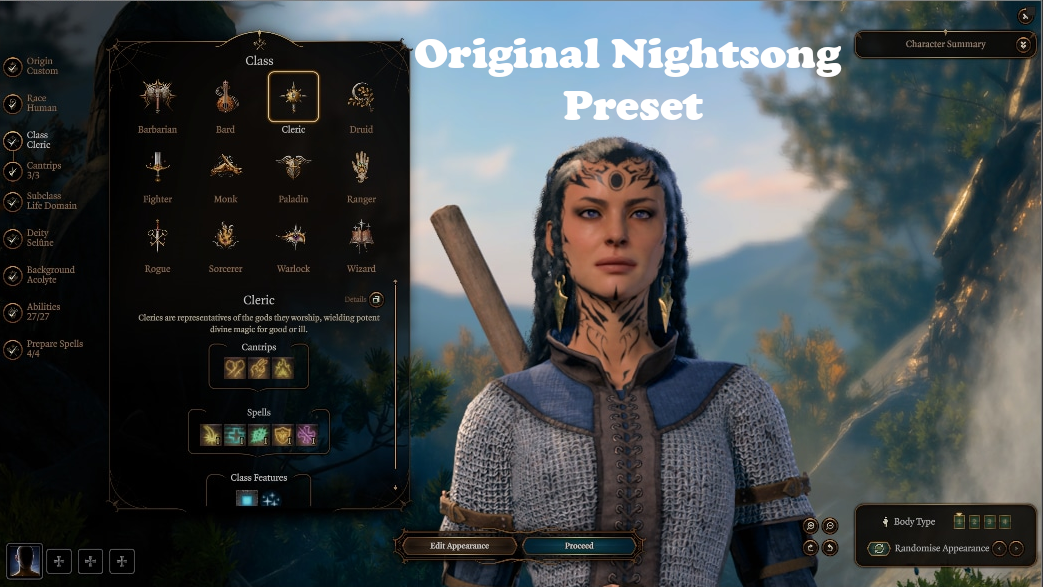 Original Nightsong
Preset
Character Summary
Origin
Custom
Race
Human
Class
Cleric
Cantrips
3/3
Subclass
Life Domain
Deity
Selûne
Background
Acolyte
Abilities
27/27
Prepare Spells
4/4
Class
Barbarian Bard Cleric Druid
Fighter Monk Paladin Ranger
Rogue Sorcerer Warlock Wizard
Cleric
Details
Clerics are representatives of the gods they worship, wielding potent
divine magic for good or ill.
Cantrips
Spells
I I I I I
Class Features
Edit Appearance
Proceed
Body Type
Randomise Appearance